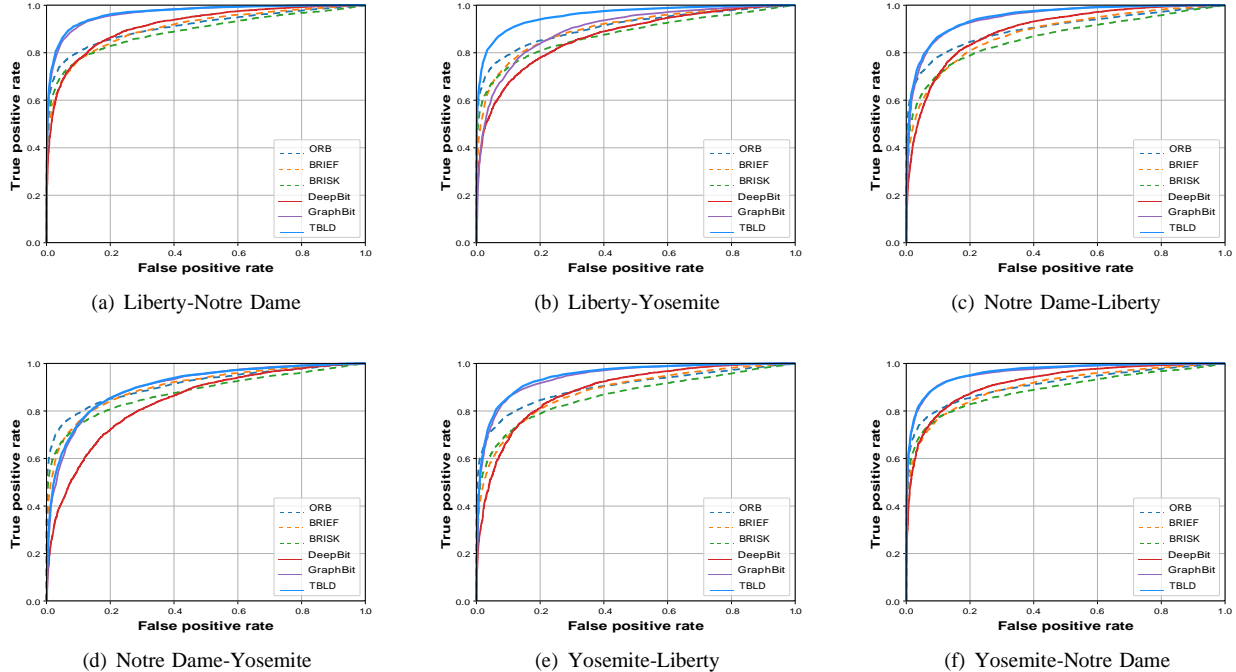 True positive rate
1.0
0.8
0.6
0.4
0.2
0.0
ORB
BRIEF
BRISK
DeepBit
GraphBit
TBLD
0.0 0.2 0.4 0.6 0.8 1.0
False positive rate
(a) Liberty-Notre Dame
True positive rate
1.0
0.8
0.6
0.4
0.2
0.0
ORB
BRIEF
BRISK
DeepBit
GraphBit
TBLD
0.0 0.2 0.4 0.6 0.8 1.0
False positive rate
(b) Liberty-Yosemite
True positive rate
1.0
0.8
0.6
0.4
0.2
0.0
ORB
BRIEF
BRISK
DeepBit
GraphBit
TBLD
0.0 0.2 0.4 0.6 0.8 1.0
False positive rate
(c) Notre Dame-Liberty
True positive rate
1.0
0.8
0.6
0.4
0.2
0.0
ORB
BRIEF
BRISK
DeepBit
GraphBit
TBLD
0.0 0.2 0.4 0.6 0.8 1.0
False positive rate
(d) Notre Dame-Yosemite
True positive rate
1.0
0.8
0.6
0.4
0.2
0.0
ORB
BRIEF
BRISK
DeepBit
GraphBit
TBLD
0.0 0.2 0.4 0.6 0.8 1.0
False positive rate
(e) Yosemite-Liberty
True positive rate
1.0
0.8
0.6
0.4
0.2
0.0
ORB
BRIEF
BRISK
DeepBit
GraphBit
TBLD
0.0 0.2 0.4 0.6 0.8 1.0
False positive rate
(f) Yosemite-Notre Dame